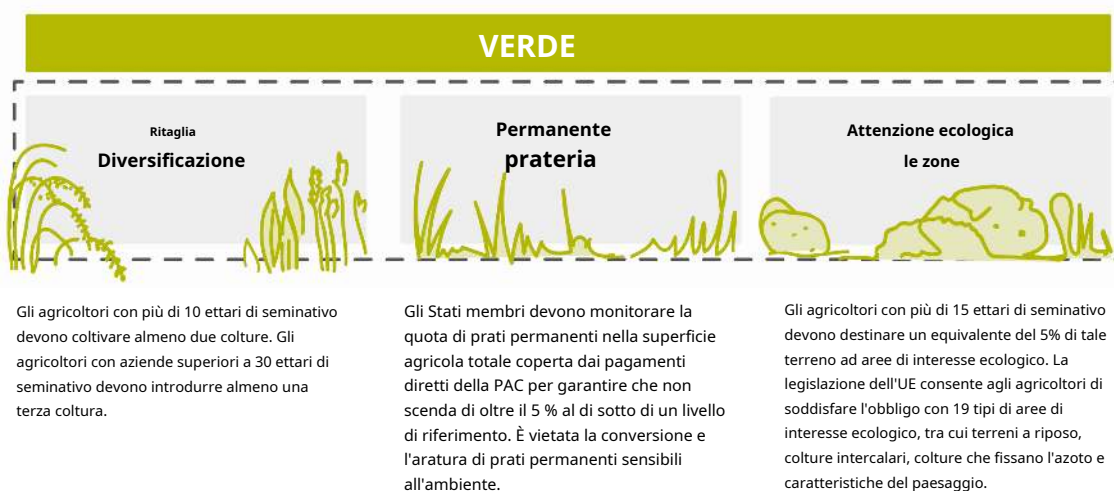 VERDE
Ritaglia
Diversificazione
Gli agricoltori con più di 10 ettari di seminativo
devono coltivare almeno due colture. Gli
agricoltori con aziende superiori a 30 ettari di
seminativo devono introdurre almeno una
terza coltura.
Permanente
prateria
Gli Stati membri devono monitorare la
quota di prati permanenti nella superficie
agricola totale coperta dai pagamenti
diretti della PAC per garantire che non
scenda di oltre il 5 % al di sotto di un livello
di riferimento. È vietata la conversione e
l'aratura di prati permanenti sensibili
all'ambiente.
Attenzione ecologica
le zone
Gli agricoltori con più di 15 ettari di seminativo
devono destinare un equivalente del 5% di tale
terreno ad aree di interesse ecologico. La
legislazione dell'UE consente agli agricoltori di
soddisfare l'obbligo con 19 tipi di aree di
interesse ecologico, tra cui terreni a riposo,
colture intercalari, colture che fissano l'azoto e
caratteristiche del paesaggio.